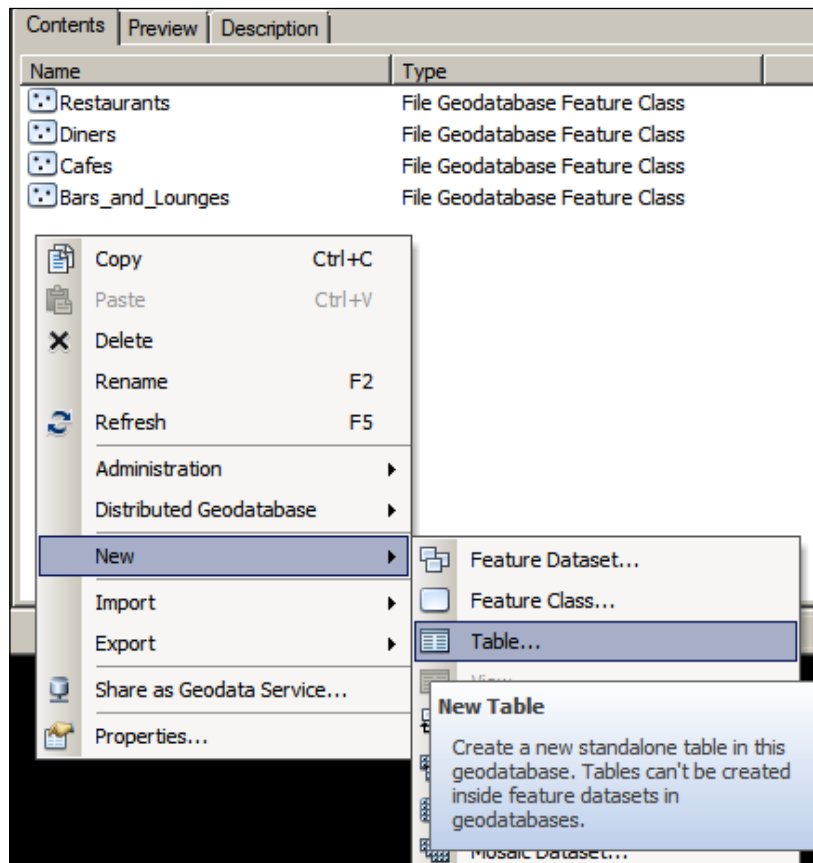 Contents Preview Description
Name Type
Restaurants File Geodatabase Feature Class
Diners File Geodatabase Feature Class
Cafes File Geodatabase Feature Class
Bars_and_Lounges File Geodatabase Feature Class
Copy Ctrl+C
Paste Ctrl+V
Delete
Rename F2
Refresh F5
Administration
Distributed Geodatabase
New
Import
Export
Share as Geodata Service...
Properties...
Feature Dataset...
Feature Class...
Table...
View...
New Table
Create a new standalone table in this
geodatabase. Tables can't be created
inside feature datasets in
geodatabases.
Mosaic Dataset...